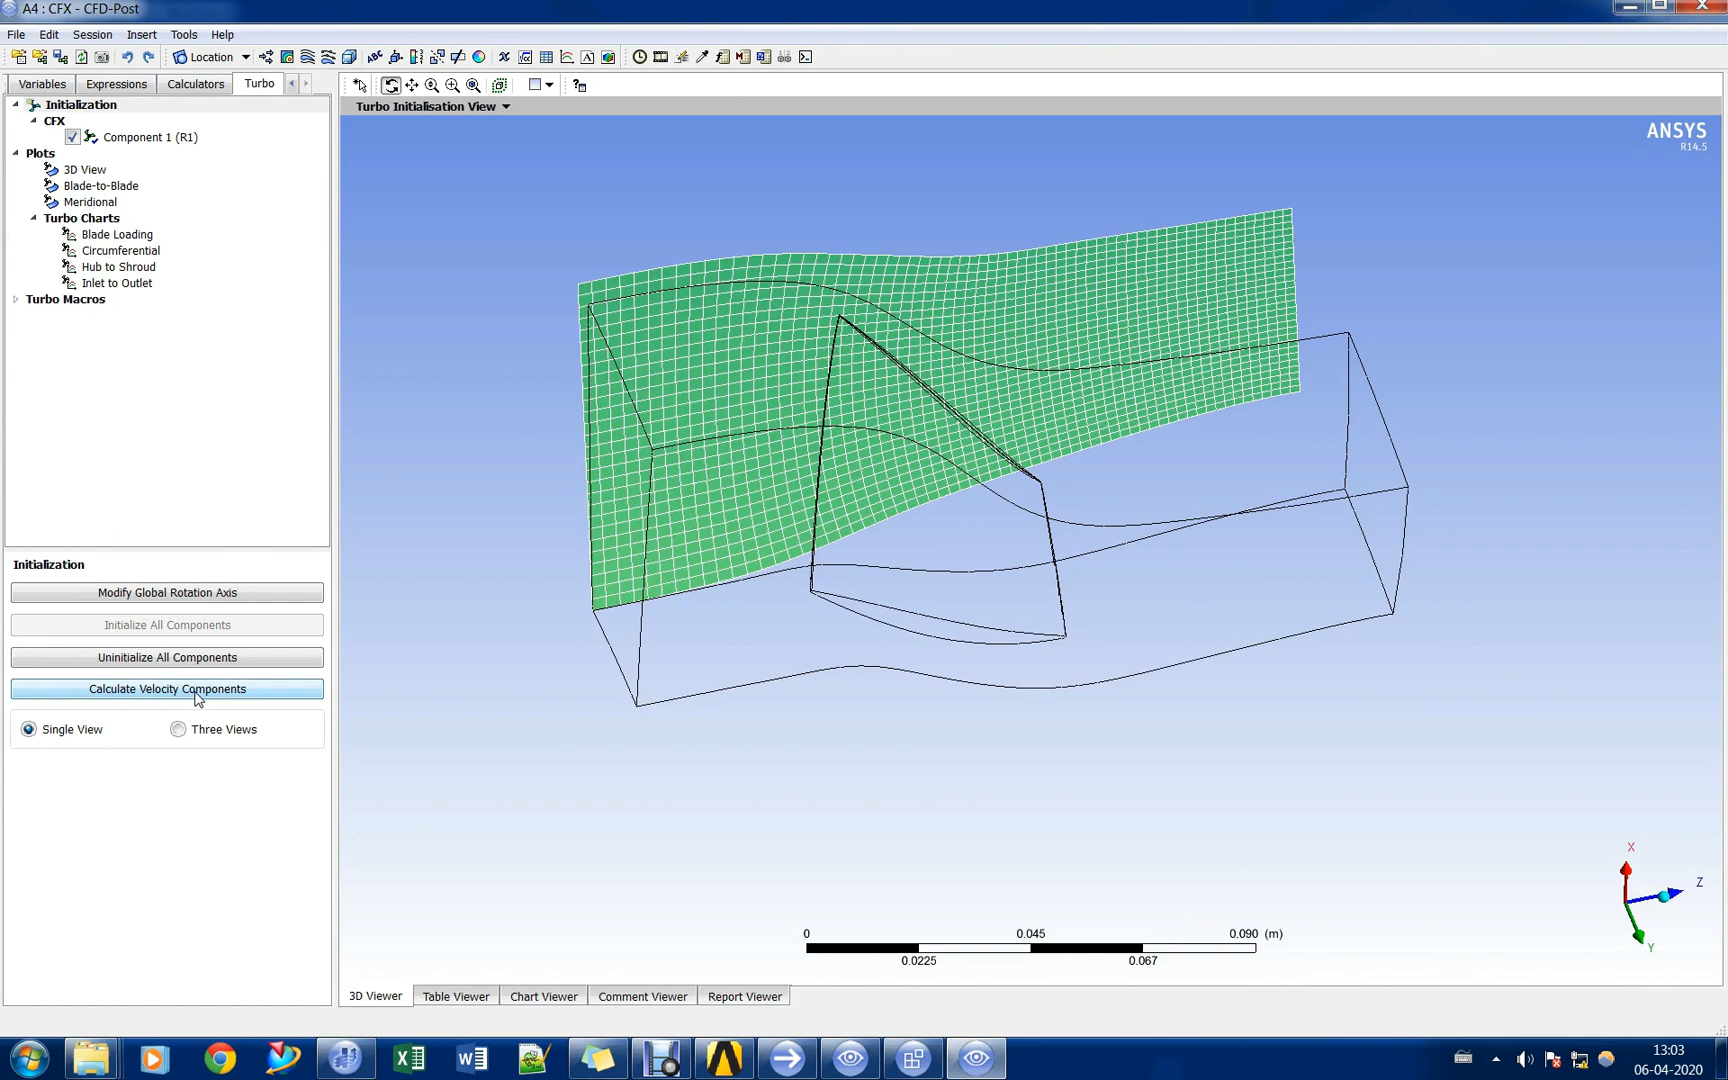 A4 : CFX - CFD-Post
File Edit Session Insert Tools Help
Location
Variables Expressions Calculators Turbo
Turbo Initialisation View
Initialization
CFX
Component 1 (R1)
Plots
3D View
Blade-to-Blade
Meridional
Turbo Charts
Blade Loading
Circumferential
Hub to Shroud
Inlet to Outlet
Turbo Macros
ANSYS
R14.5
Initialization
Modify Global Rotation Axis
Initialize All Components
Uninitialize All Components
Calculate Velocity Components
Single View Three Views
X
Z
Y
0 0.045 0.090 (m)
0.0225 0.067
3D Viewer Table Viewer Chart Viewer Comment Viewer Report Viewer
13:03
06-04-2020